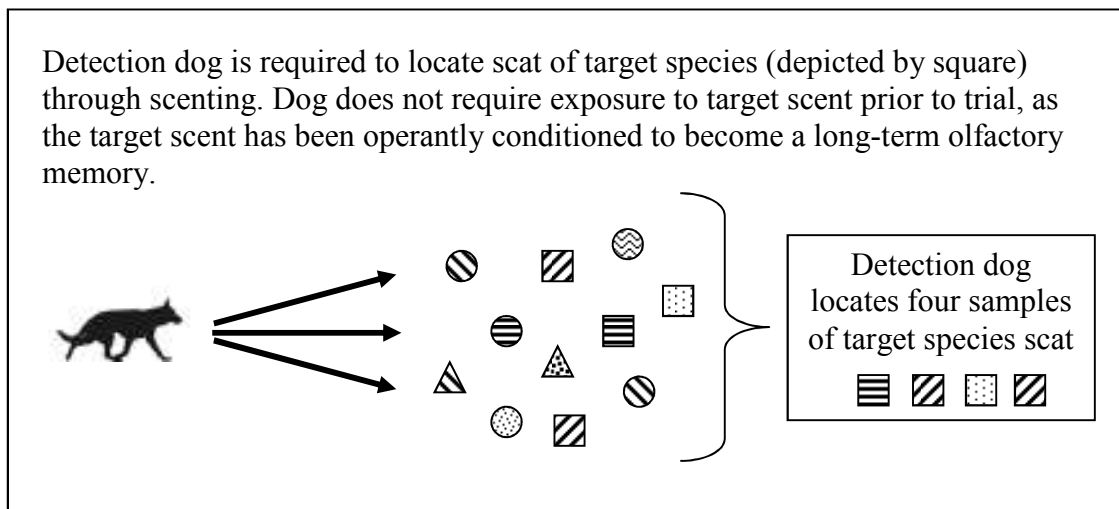 Detection dog is required to locate scat of target species (depicted by square)
through scenting. Dog does not require exposure to target scent prior to trial, as
the target scent has been operantly conditioned to become a long-term olfactory
memory.
Detection dog
locates four samples
of target species scat